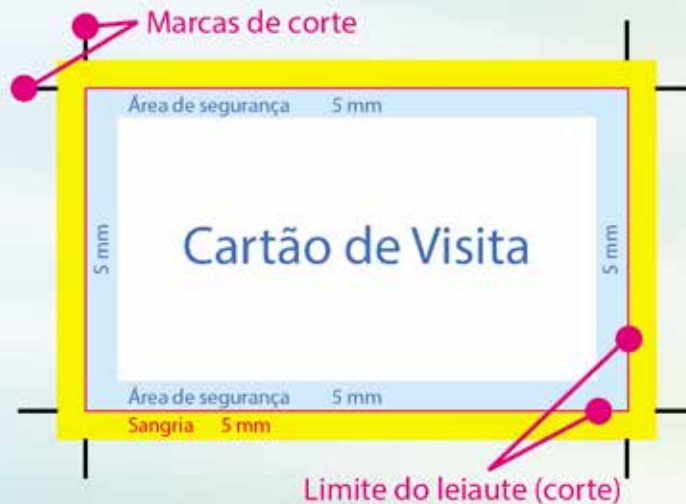 Marcas de corte
Área de segurança 5 mm
5 mm
Cartão de Visita
5 mm
Área de segurança 5 mm
Sangria 5 mm
Limite do leiaute (corte)